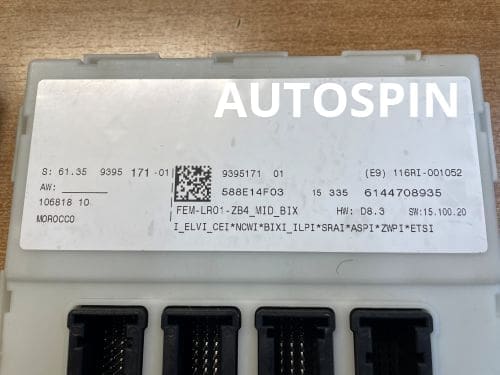 AUTOSPIN
S: 61.35 9395 171-01 9395171 01 (E9) 116RI-001052
AW: 588E14F03 15 335 6144708935
106818 10 FEM-LR01-ZB4_MID_BIX HW: D8.3 SW:15.100.20
MOROCCO I_ELVI_CEI*NCWI*BIXI_ILPI*SRAI*ASPI*ZWPI*ETSI